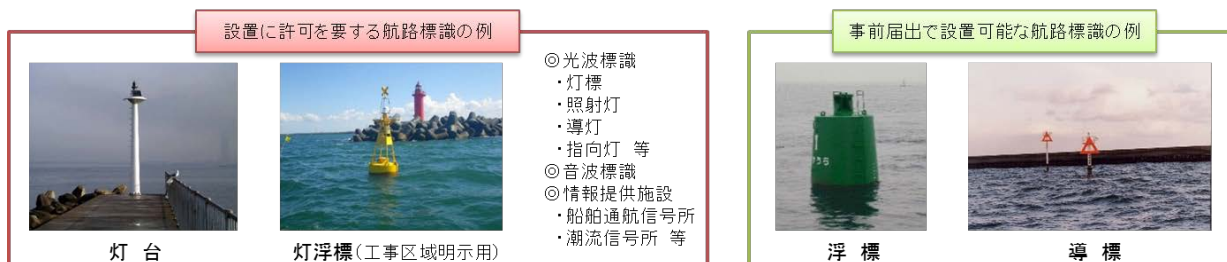 設置に許可を要する航路標識の例
◎光波標識
・灯標
・照射灯
・導灯
・指向灯 等
◎音波標識
◎情報提供施設
・船舶通航信号所
・潮流信号所 等
灯 台
灯浮標(工事区域明示用)
事前届出で設置可能な航路標識の例
浮 標
導 標